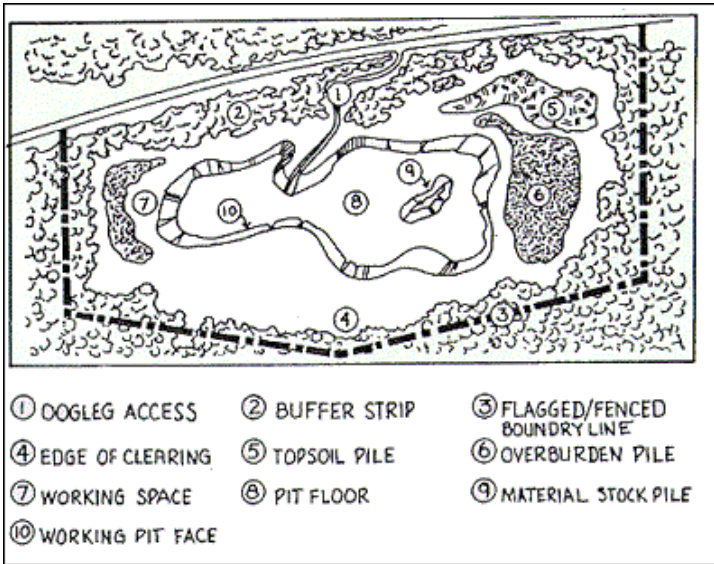 1
2
5
9
7
8
6
10
4
3
1 DOGLEG ACCESS 2 BUFFER STRIP 3 FLAGGED/FENCED
BOUNDRY LINE
4 EDGE OF CLEARING 5 TOPSOIL PILE 6 OVERBURDEN PILE
7 WORKING SPACE 8 PIT FLOOR 9 MATERIAL STOCK PILE
10 WORKING PIT FACE